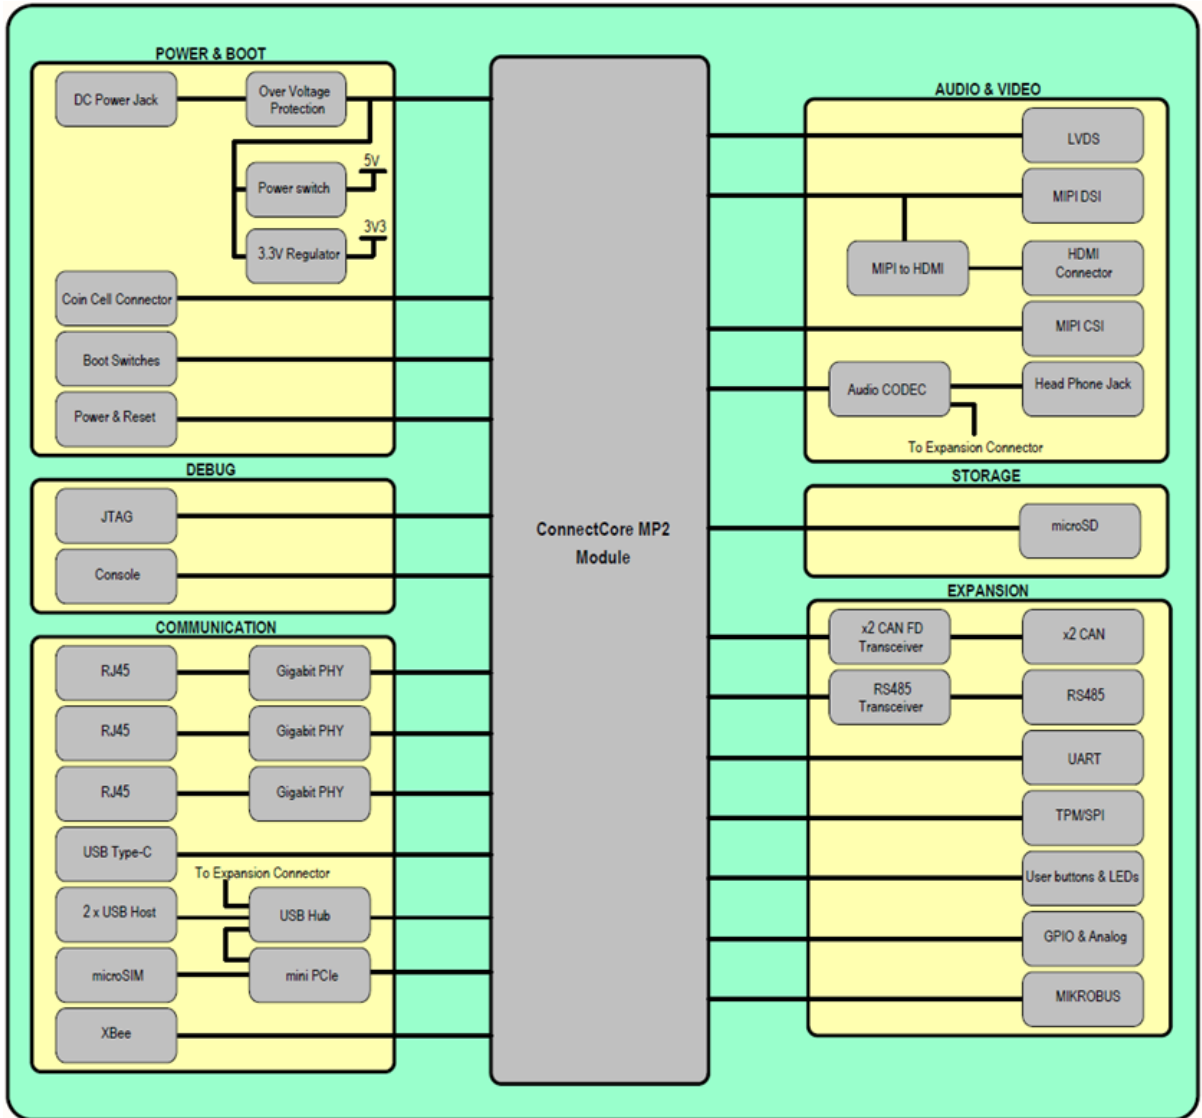 POWER & BOOT
DC Power Jack
Over Voltage
Protection
5V
Power switch
3V3
3.3V Regulator
Coin Cell Connector
Boot Switches
Power & Reset
DEBUG
JTAG
Console
COMMUNICATION
RJ45
Gigabit PHY
RJ45
Gigabit PHY
RJ45
Gigabit PHY
USB Type-C
To Expansion Connector
2 x USB Host
USB Hub
microSIM
mini PCIe
XBee
ConnectCore MP2
Module
AUDIO & VIDEO
LVDS
MIPI DSI
MIPI to HDMI
HDMI
Connector
MIPI CSI
Audio CODEC
Head Phone Jack
To Expansion Connector
STORAGE
microSD
EXPANSION
x2 CAN FD
Transceiver
x2 CAN
RS485
Transceiver
RS485
UART
TPM/SPI
User buttons & LEDs
GPIO & Analog
MIKROBUS